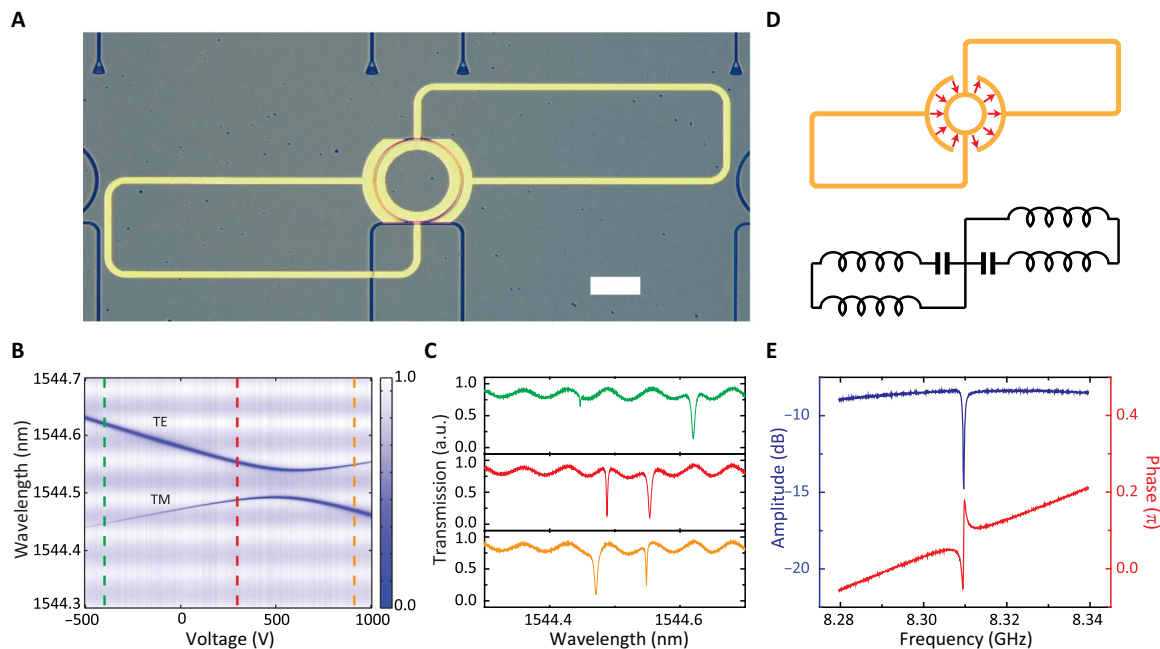 A
D
B
1544.7
1544.6
1544.5
1544.4
1544.3
Wavelength (nm)
TE
TM
1.0
0.0
−500
0
500
1000
Voltage (V)
C
1.0
0.5
0.0
1.0
0.5
0.0
1.0
0.5
0.0
Transmission (a.u.)
1544.4
1544.6
Wavelength (nm)
E
−10
−15
−20
Amplitude (dB)
0.4
0.2
0.0
Phase (π)
8.28
8.30
8.32
8.34
Frequency (GHz)